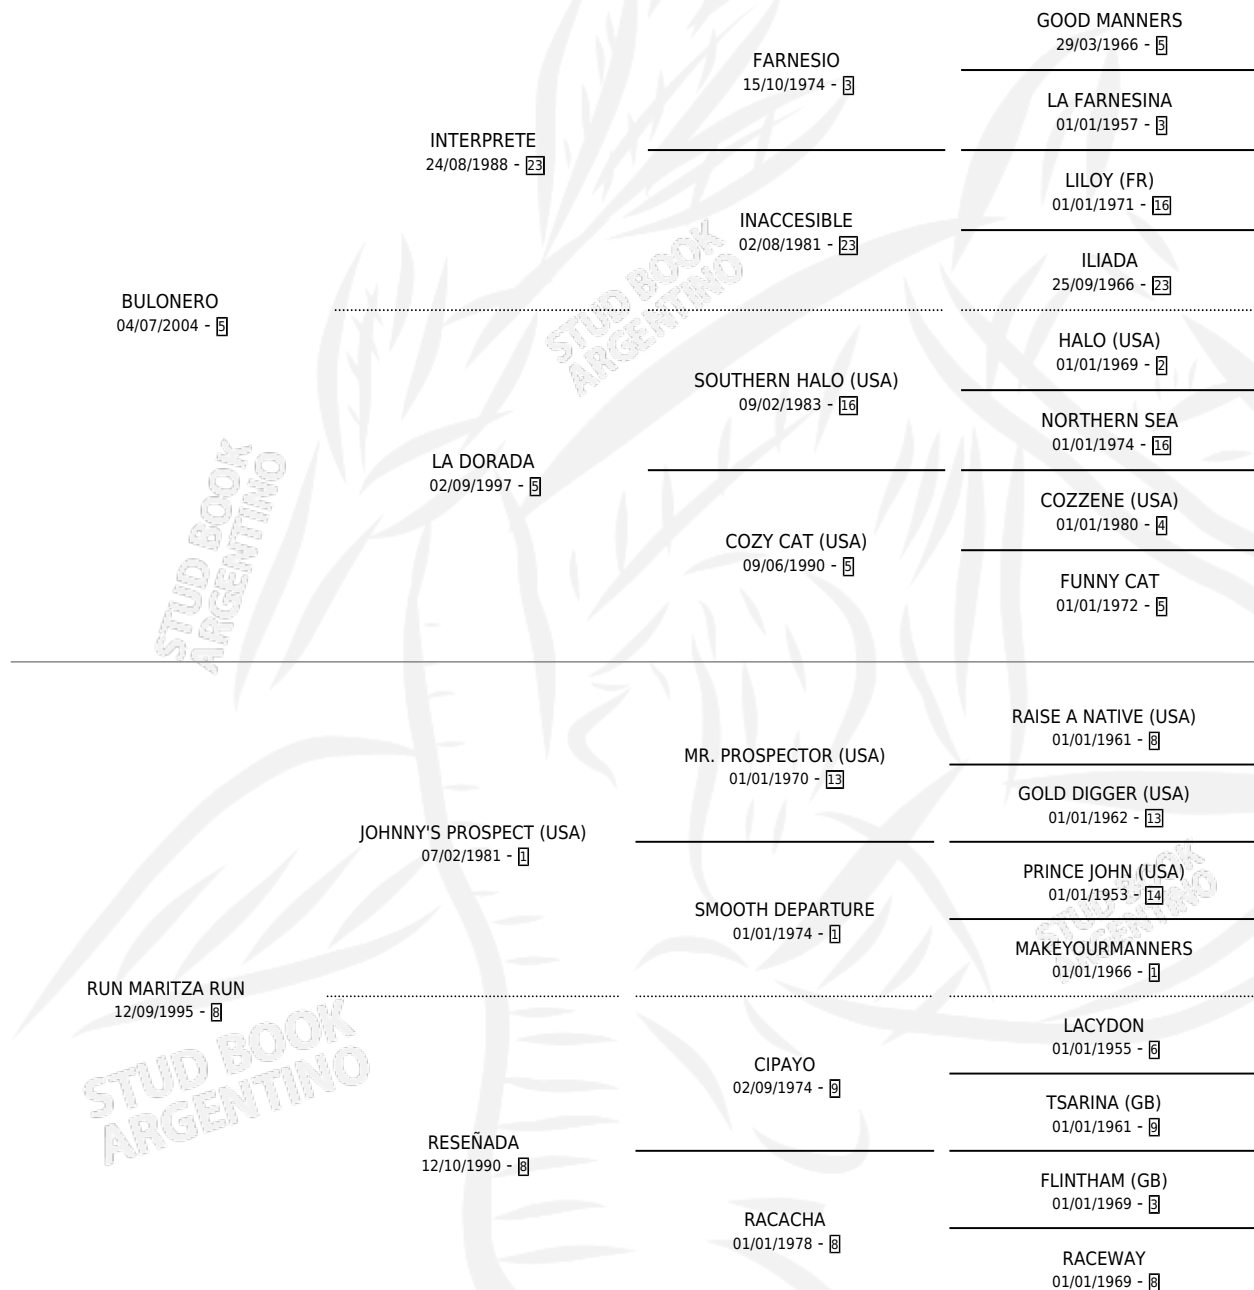 GOOD MANNERS
29/03/1966 - 5
FARNESIO
15/10/1974 - 3
LA FARNESINA
01/01/1957 - 3
INTERPRETE
24/08/1988 - 23
LILOY (FR)
01/01/1971 - 16
INACCESIBLE
02/08/1981 - 23
ILIADA
25/09/1966 - 23
BULONERO
04/07/2004 - 5
HALO (USA)
01/01/1969 - 2
SOUTHERN HALO (USA)
09/02/1983 - 16
NORTHERN SEA
01/01/1974 - 16
LA DORADA
02/09/1997 - 5
COZZENE (USA)
01/01/1980 - 4
COZY CAT (USA)
09/06/1990 - 5
FUNNY CAT
01/01/1972 - 5
RAISE A NATIVE (USA)
01/01/1961 - 8
MR. PROSPECTOR (USA)
01/01/1970 - 13
GOLD DIGGER (USA)
01/01/1962 - 13
JOHNNY'S PROSPECT (USA)
07/02/1981 - 1
PRINCE JOHN (USA)
01/01/1953 - 14
SMOOTH DEPARTURE
01/01/1974 - 1
MAKEYOURMANNERS
01/01/1966 - 1
RUN MARITZA RUN
12/09/1995 - 8
LACYDON
01/01/1955 - 6
CIPAYO
02/09/1974 - 9
TSARINA (GB)
01/01/1961 - 9
RESEÑADA
12/10/1990 - 8
FLINTHAM (GB)
01/01/1969 - 3
RACACHA
01/01/1978 - 8
RACEWAY
01/01/1969 - 8
STUD BOOK
ARGENTINO
STUD BOOK
ARGENTINO
STUD BOOK
ARGENTINO
STUD BOOK
ARGENTINO